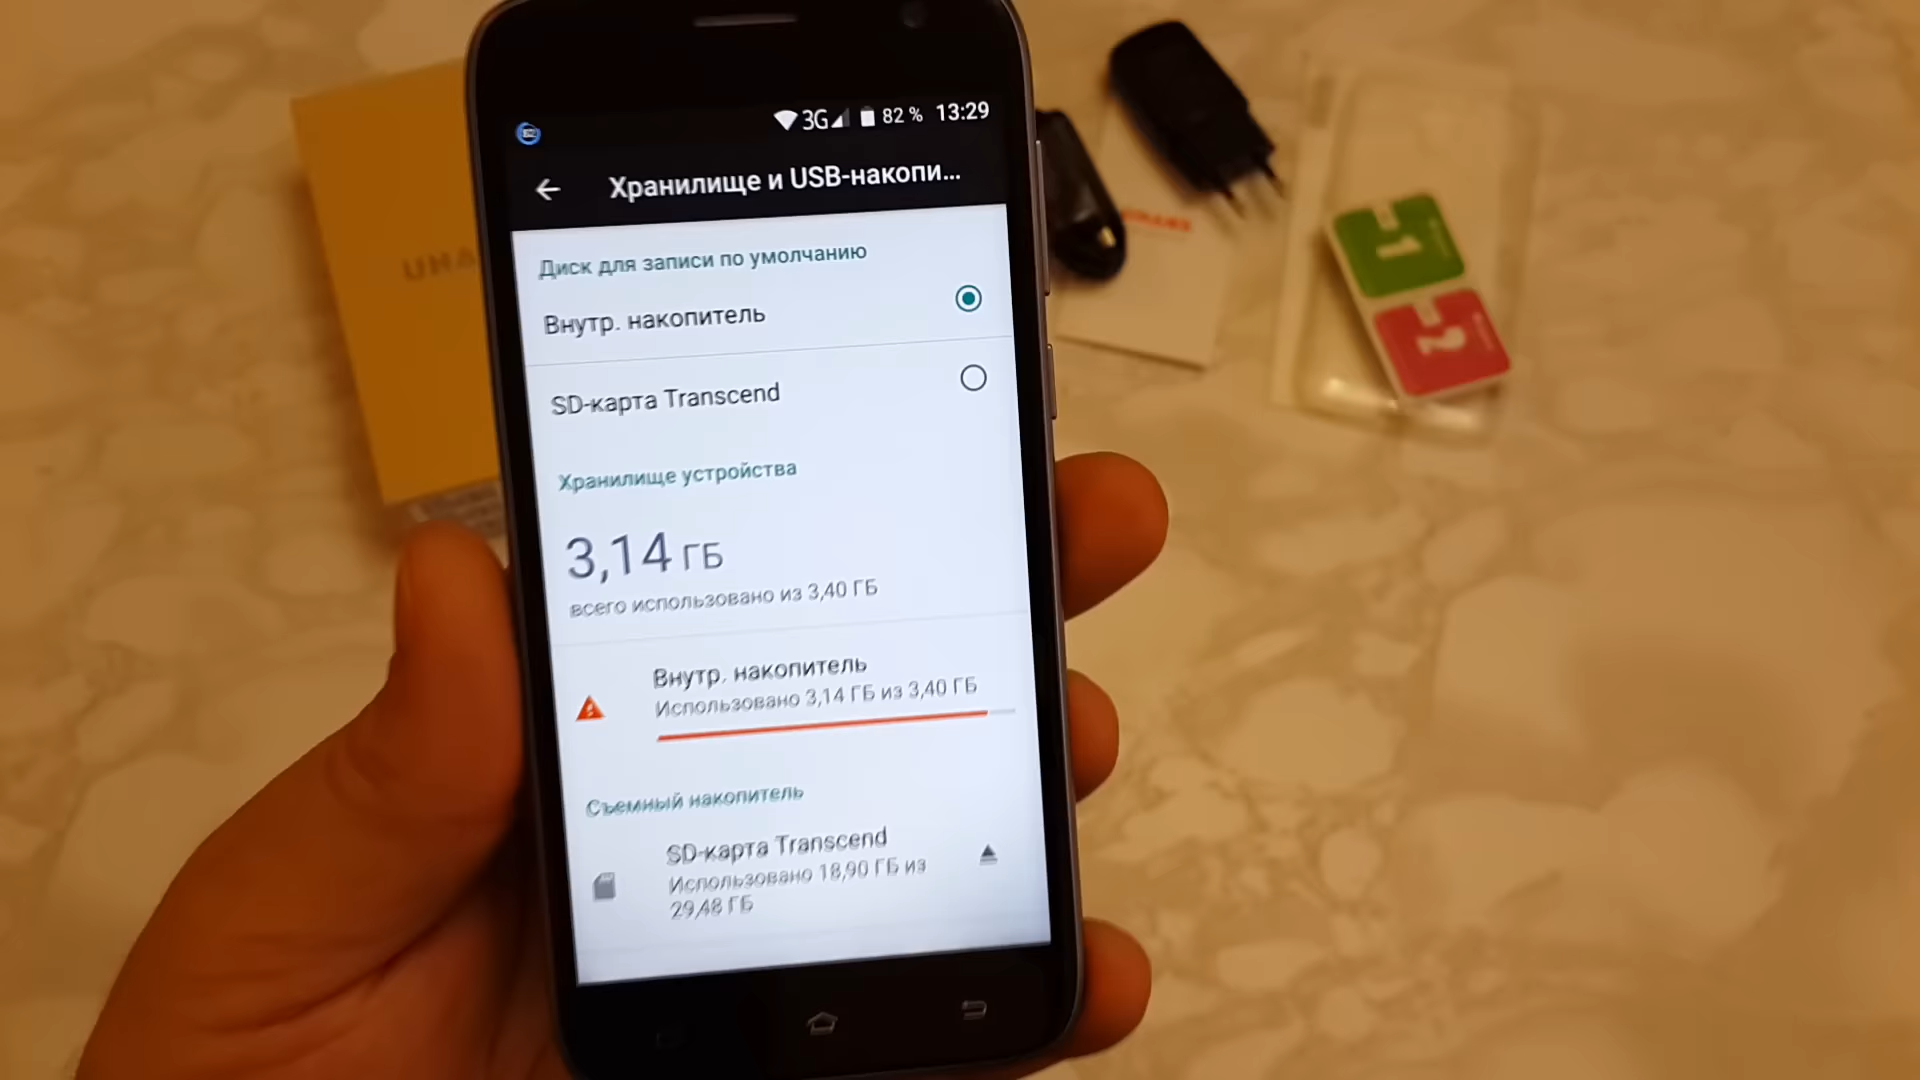 3G 82 % 13:29
Хранилище и USB-накопи...
Диск для записи по умолчанию
Внутр. накопитель
SD-карта Transcend
Хранилище устройства
3,14 ГБ
всего использовано из 3,40 ГБ
Внутр. накопитель
Использовано 3,14 ГБ из 3,40 ГБ
Съемный накопитель
SD-карта Transcend
Использовано 18,90 ГБ из
29,48 ГБ
1
2